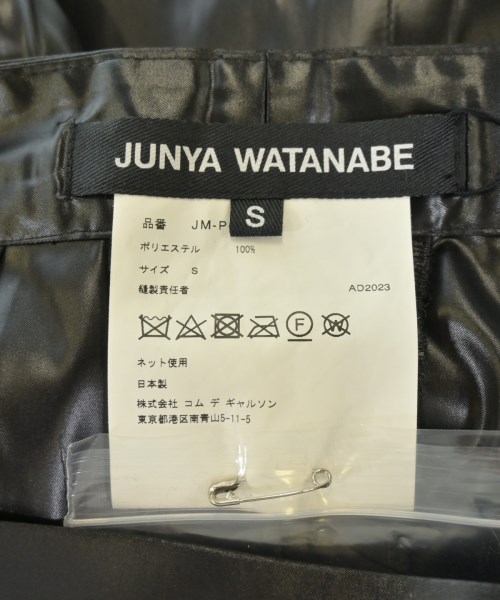 JUNYA WATANABE
S
品番 JM-P
ポリエステル 100%
サイズ S
縫製責任者 AD2023
F W
ネット使用
日本製
株式会社 コム デ ギャルソン
東京都港区南青山5-11-5